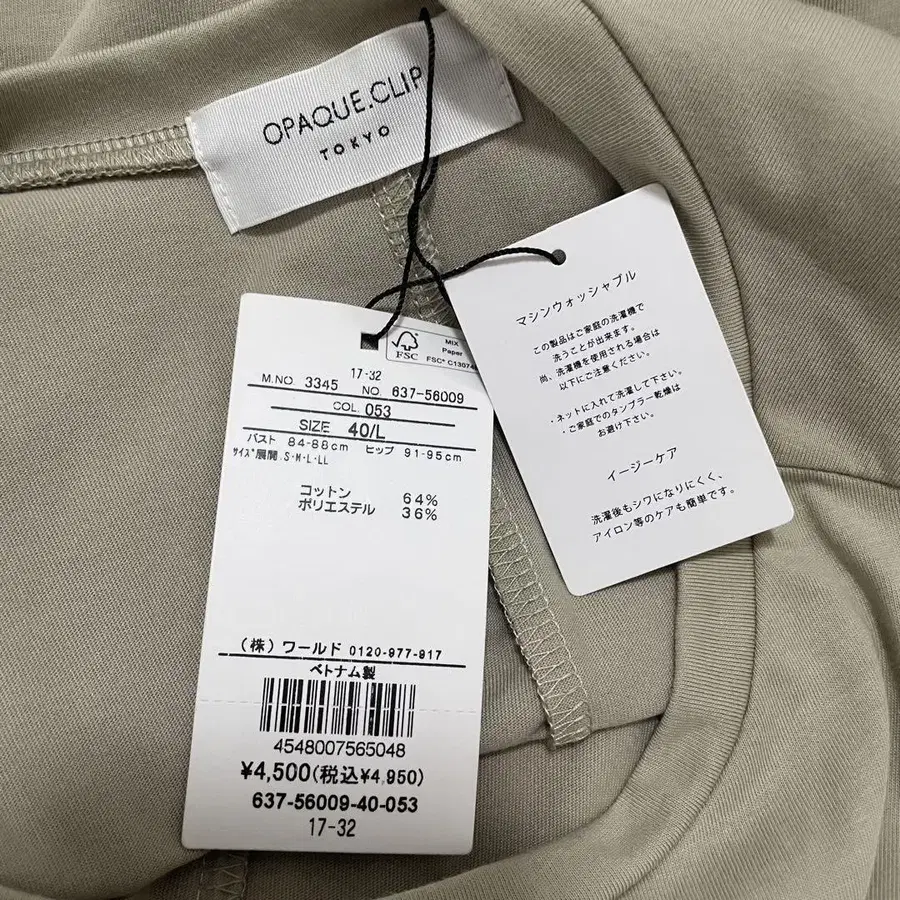 OPAQUE.CLIP
TOKYO
MIX
Paper
FSC
FSC® C13074
17-32
M.NO. 3345 NO. 637-56009
COL. 053
SIZE 40/L
バスト 84-88cm ヒップ 91-95cm
サイズ展開:S・M・L・LL
コットン 64%
ポリエステル 36%
(株)ワールド 0120-977-917
ベトナム製
4548007565048
¥4,500(税込¥4,950)
637-56009-40-053
17-32
マシンウォッシャブル
この製品はご家庭の洗濯機で
洗うことが出来ます。
尚、洗濯機を使用される場合は
以下にご注意ください。
・ネットに入れて洗濯して下さい。
・ご家庭でのタンブラー乾燥は
お避け下さい。
イージーケア
洗濯後もシワになりにくく、
アイロン等のケアも簡単です。